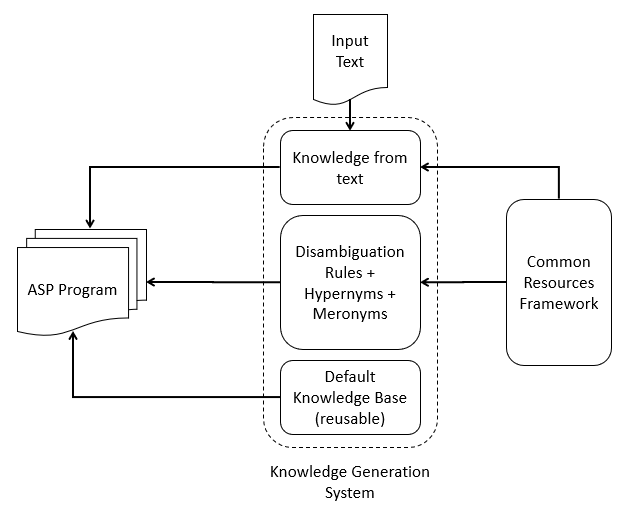 Input
Text
Knowledge from
text
Disambiguation
Rules +
Hypernyms +
Meronyms
Common
Resources
Framework
ASP Program
Default
Knowledge Base
(reusable)
Knowledge Generation
System